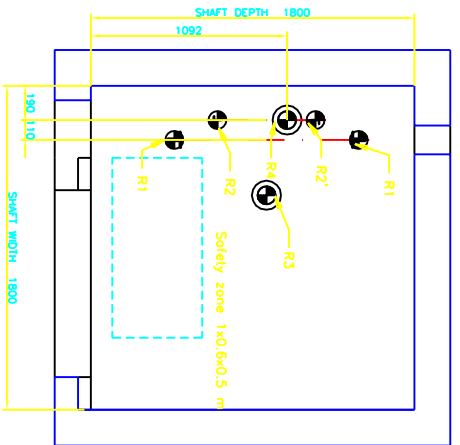 SHAFT DEPTH 1800
1092
190
110
R1
R2
R4
R2'
R1
R3
Safety zone 1x0.6x0.5 m
SHAFT WIDTH 1800